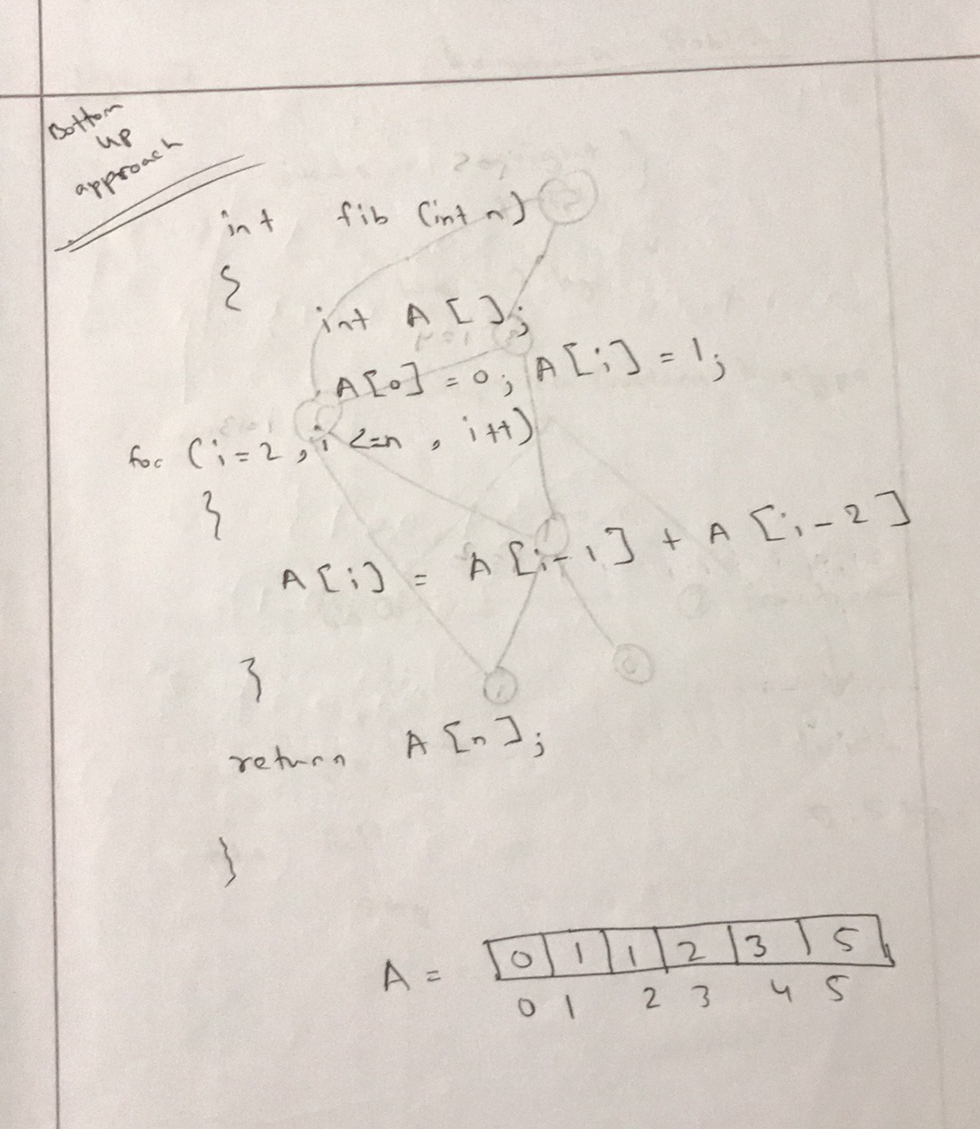 Bottom
up
approach
int fib (int n)
{
int A [ ];
A[0] = 0; A[i] = 1;
for (i=2, i <=n, i++)
}
A[i] = A[i-1] + A[i-2]
}
return A[n];
}
A = 0 1 1 2 3 5
0 1 2 3 4 5